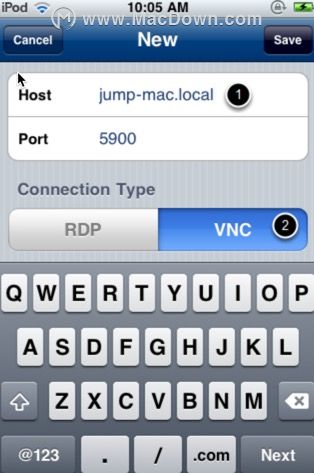 iPod 10:05 AM
www.MacDown.com
Cancel New Save
Host jump-mac.local 1
Port 5900
Connection Type
RDP VNC 2
Q W E R T Y U I O P
A S D F G H J K L
Z X C V B N M
@123 . / .com Next